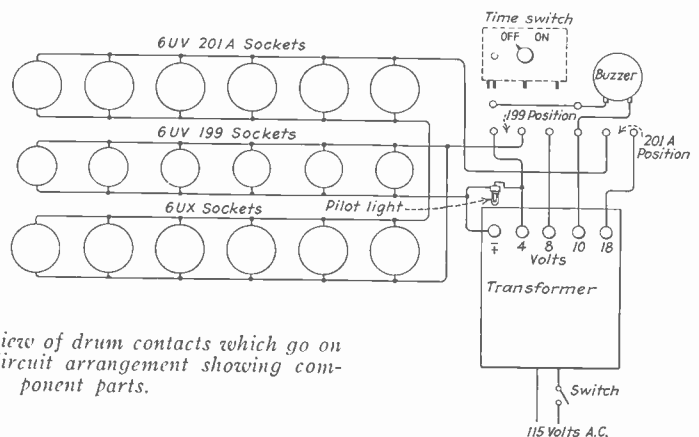 Time switch
OFF ON
6UV 201A Sockets
Buzzer
199 Position
6UV 199 Sockets
201A
Position
6UX Sockets
Pilot light
+ 4 8 10 18
Volts
Transformer
iew of drum contacts which go on
ircuit arrangement showing com-
ponent parts.
Switch
115 Volts A.C.